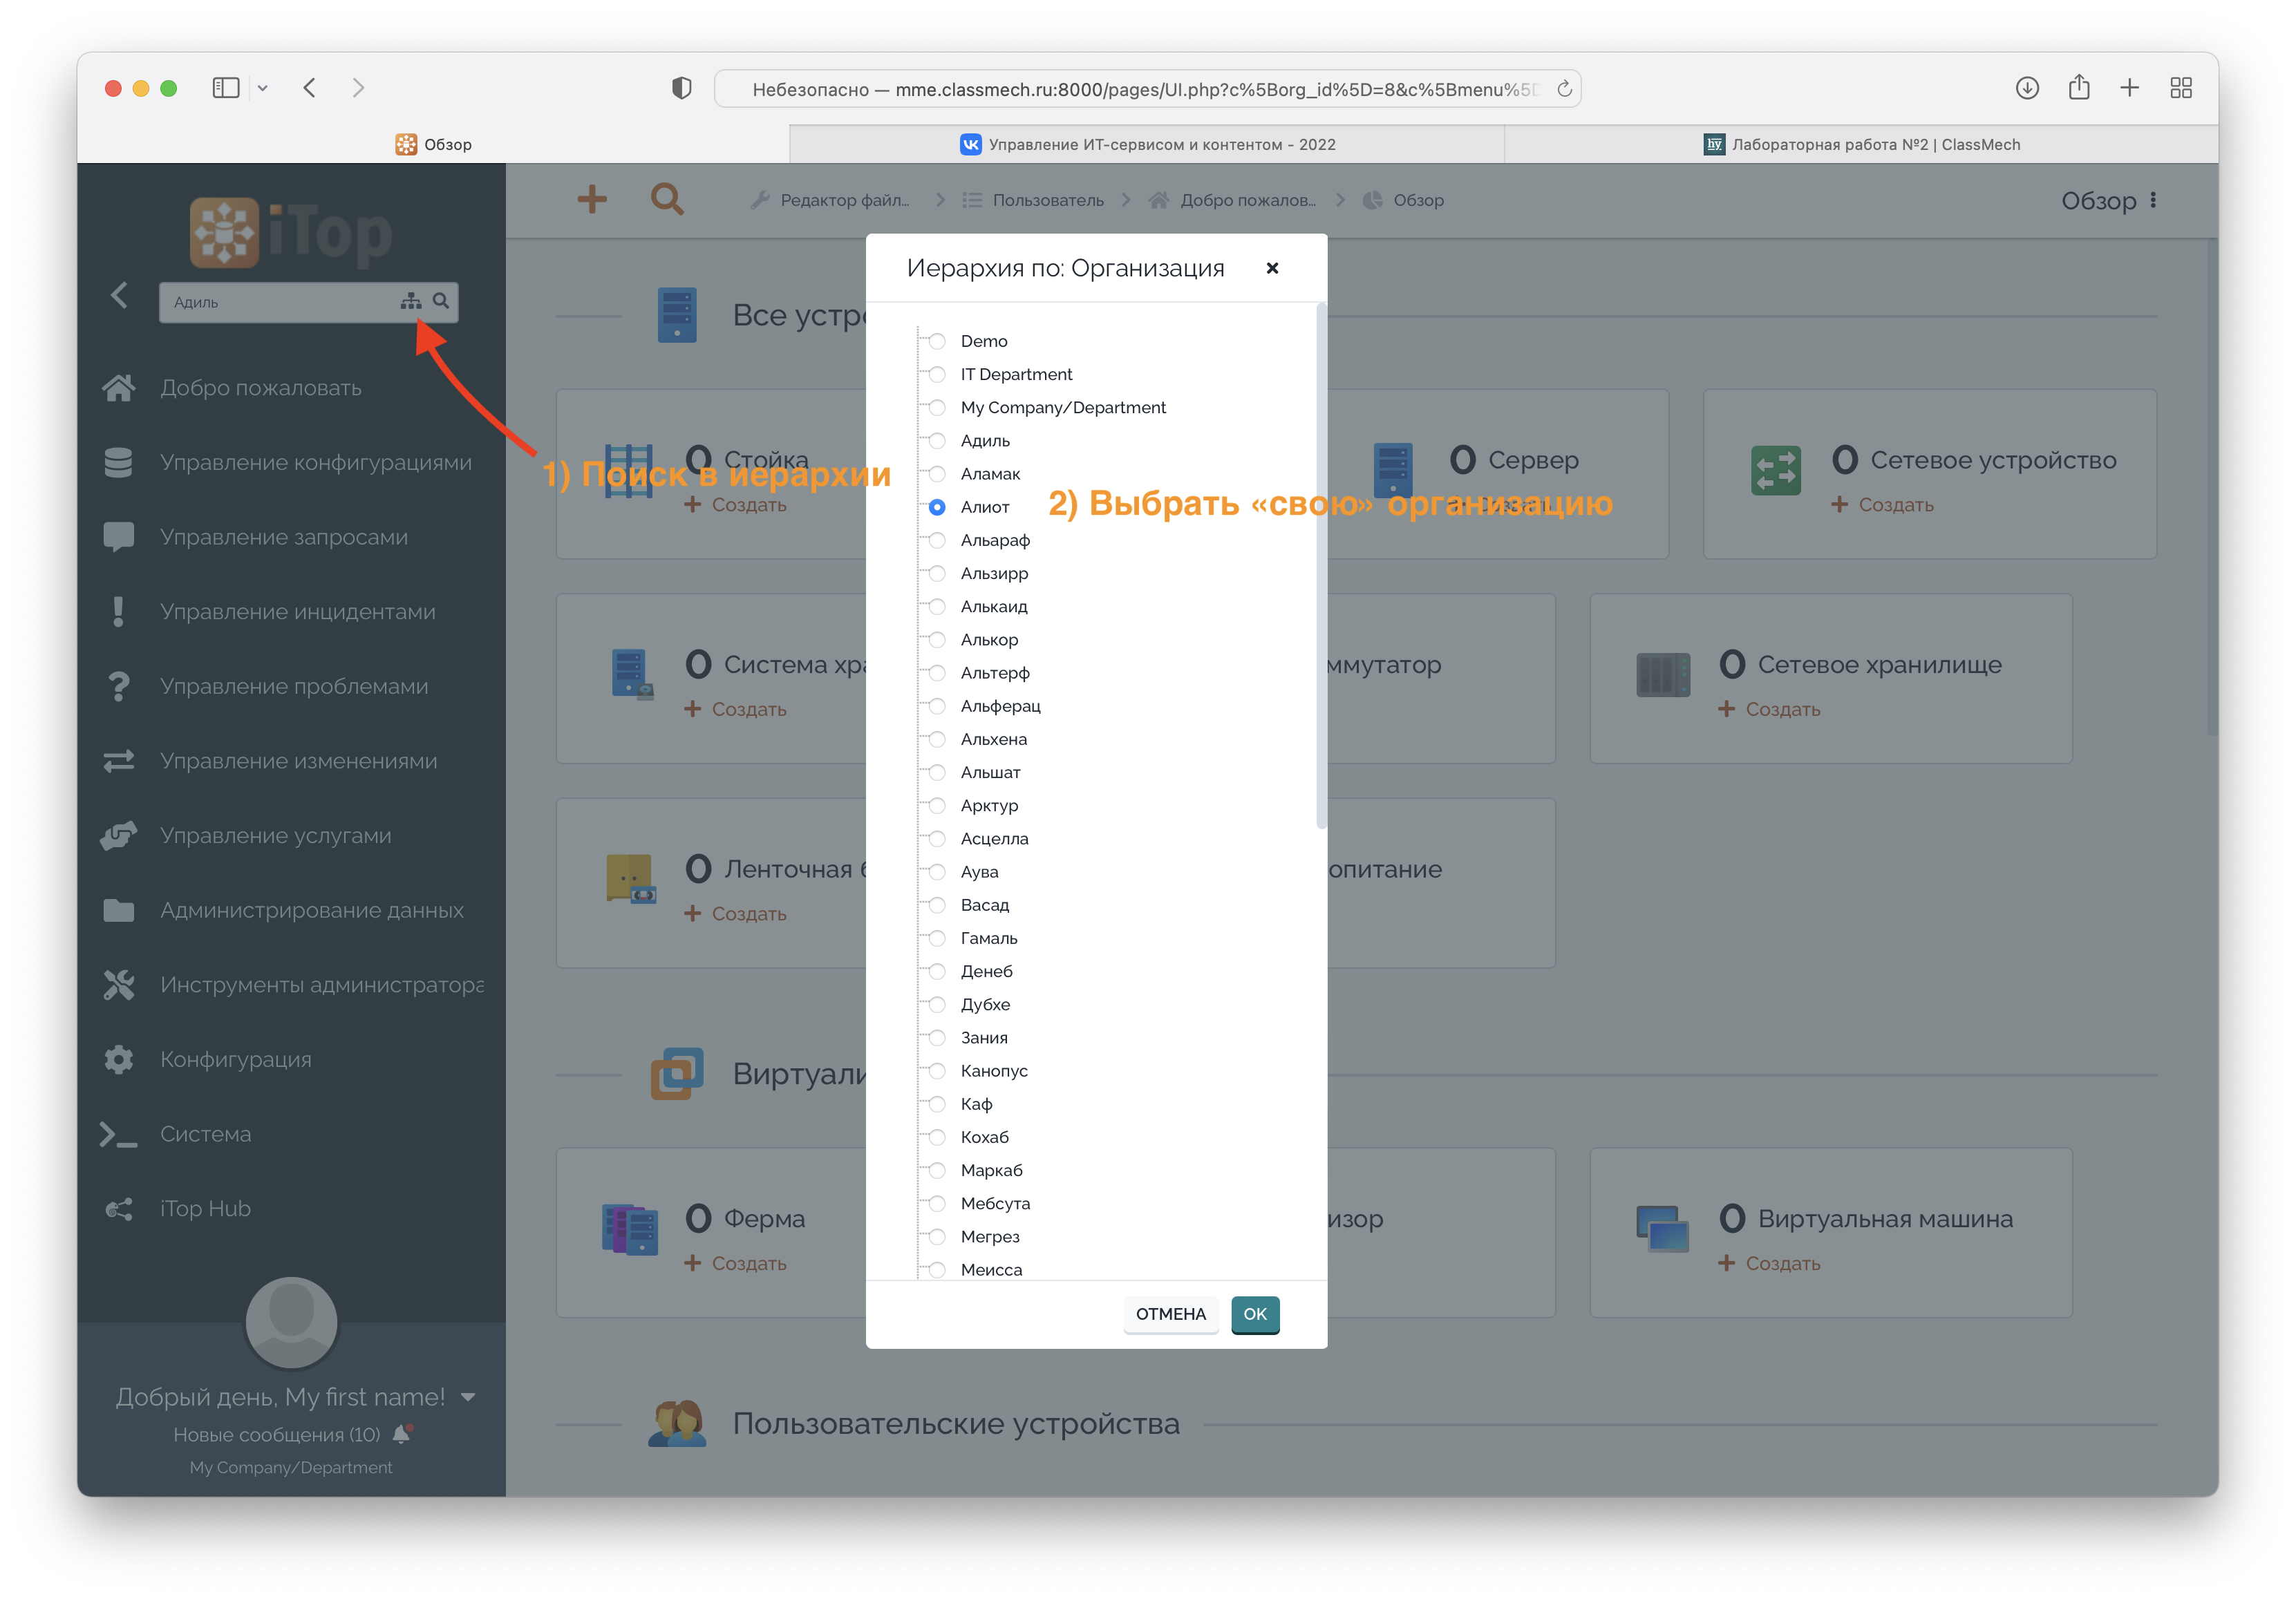 Небезопасно — mme.classmech.ru:8000/pages/UI.php?c%5Borg_id%5D=8&c%5Bmenu%5D
Обзор
Управление ИТ-сервисом и контентом - 2022
Лабораторная работа №2 | ClassMech
iTop
Адиль
Добро пожаловать
Управление конфигурациями
Управление запросами
Управление инцидентами
Управление проблемами
Управление изменениями
Управление услугами
Администрирование данных
Инструменты администратора
Конфигурация
Система
iTop Hub
Добрый день, My first name!
Новые сообщения (10)
My Company/Department
Редактор файл...
Пользователь
Добро пожалов...
Обзор
Обзор
Все устро
0 Стойка
Создать
1) Поиск в иерархии
0 Сервер
Создать
0 Сетевое устройство
Создать
0 Система хра
Создать
ммутатор
0 Сетевое хранилище
Создать
0 Ленточная б
Создать
опитание
Виртуали
0 Ферма
Создать
изор
0 Виртуальная машина
Создать
Пользовательские устройства
Иерархия по: Организация
Demo
IT Department
My Company/Department
Адиль
Аламак
Алиот
2) Выбрать «свою» организацию
Альараф
Альзирр
Алькаид
Алькор
Альтерф
Альферац
Альхена
Альшат
Арктур
Асцелла
Аува
Васад
Гамаль
Денеб
Дубхе
Зания
Канопус
Каф
Кохаб
Маркаб
Мебсута
Мегрез
Меисса
ОТМЕНА
OK